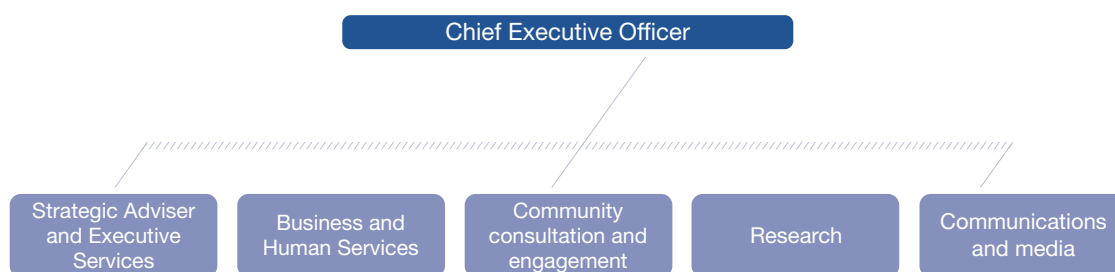 Chief Executive Officer
Strategic Adviser
and Executive
Services
Business and
Human Services
Community
consultation and
engagement
Research
Communications
and media